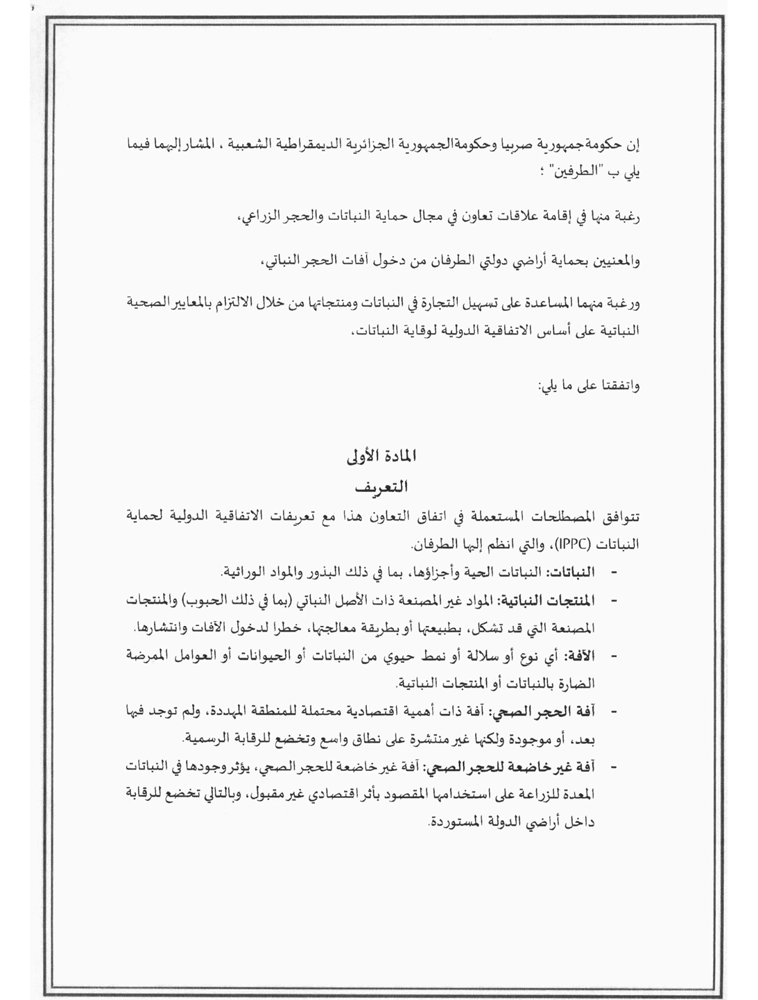 إن حكومة جمهورية صربيا وحكومة الجمهورية الجزائرية الديمقراطية الشعبية ، المشار إليهما فيما
يلي ب "الطرفين" ؛
رغبة منها في إقامة علاقات تعاون في مجال حماية النباتات والحجر الزراعي،
والمعنيين بحماية أراضي دولتي الطرفان من دخول آفات الحجر النباتي،
ورغبة منهما المساعدة على تسهيل التجارة في النباتات ومنتجاتها من خلال الالتزام بالمعايير الصحية
النباتية على أساس الاتفاقية الدولية لوقاية النباتات،
واتفقتا على ما يلي:
المادة الأولى
التعريف
تتوافق المصطلحات المستعملة في اتفاق التعاون هذا مع تعريفات الاتفاقية الدولية لحماية
النباتات (IPPC)، والتي انظم إليها الطرفان.
- النباتات: النباتات الحية وأجزاؤها، بما في ذلك البذور والمواد الوراثية.
- المنتجات النباتية: المواد غير المصنعة ذات الأصل النباتي (بما في ذلك الحبوب) والمنتجات
المصنعة التي قد تشكل، بطبيعتها أو بطريقة معالجتها، خطرا لدخول الآفات وانتشارها.
- الآفة: أي نوع أو سلالة أو نمط حيوي من النباتات أو الحيوانات أو العوامل الممرضة
الضارة بالنباتات أو المنتجات النباتية.
- آفة الحجر الصحي: آفة ذات أهمية اقتصادية محتملة للمنطقة المهددة، ولم توجد فيها
بعد، أو موجودة ولكنها غير منتشرة على نطاق واسع وتخضع للرقابة الرسمية.
- آفة غير خاضعة للحجر الصحي: آفة غير خاضعة للحجر الصحي، يؤثر وجودها في النباتات
المعدة للزراعة على استخدامها المقصود بأثر اقتصادي غير مقبول، وبالتالي تخضع للرقابة
داخل أراضي الدولة المستوردة.